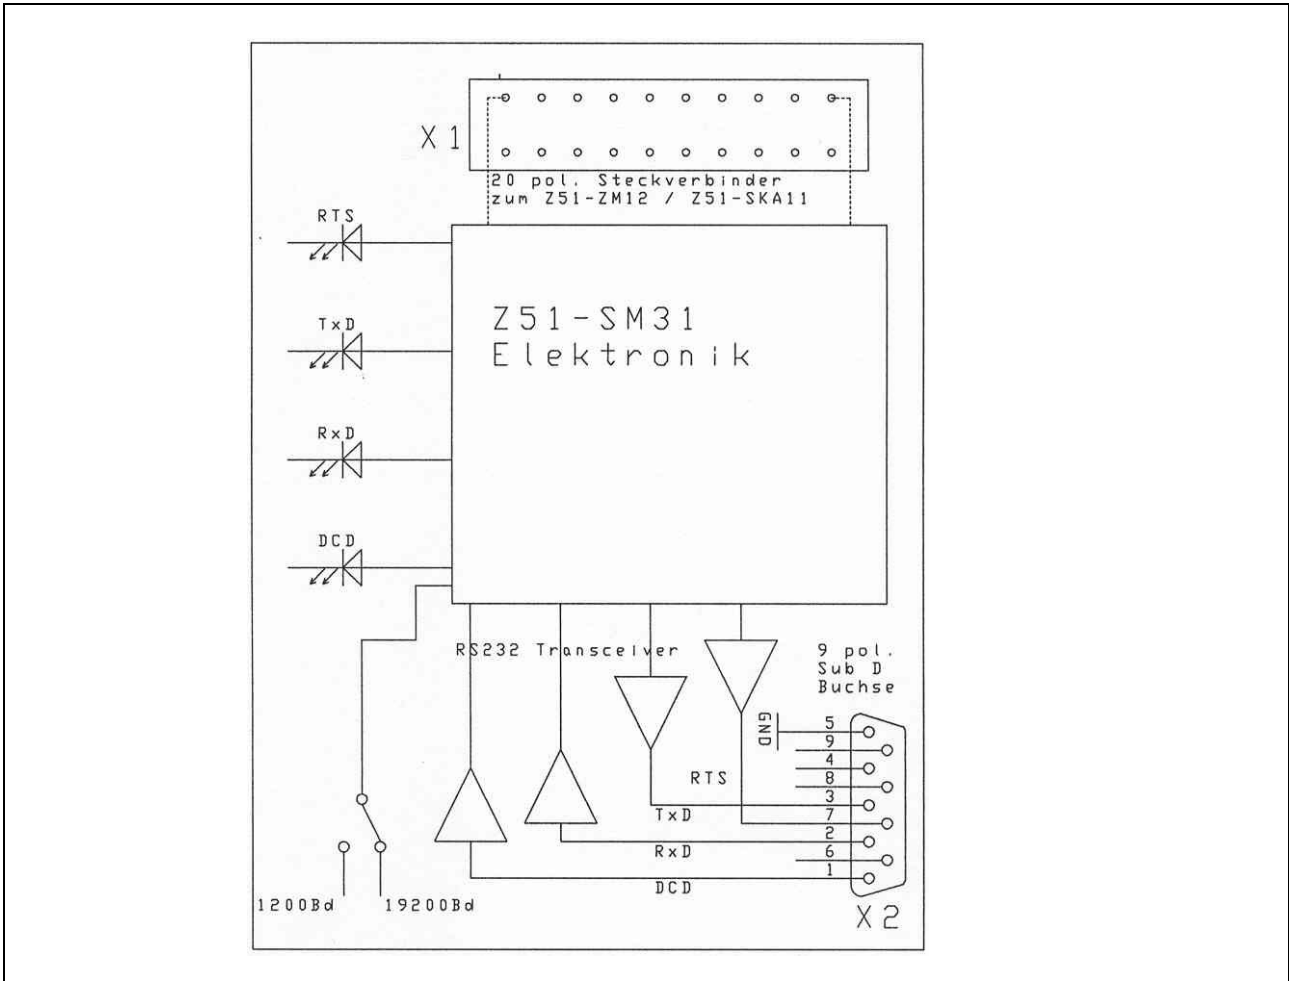 X1
20 pol. Steckverbinder
zum Z51-ZM12 / Z51-SKA11
RTS
Z51-SM31
Elektronik
TxD
RxD
DCD
RS232 Transceiver
9 pol.
Sub D
Buchse
GND
5
9
4
8
3
7
2
6
1
RTS
TxD
RxD
DCD
1200Bd
19200Bd
X2